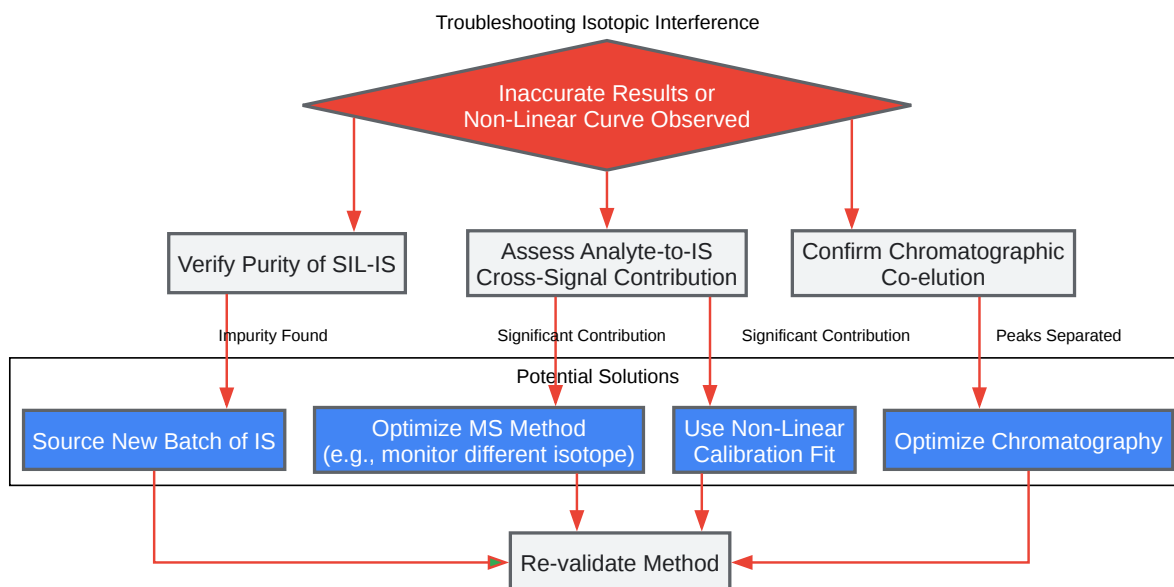 Troubleshooting Isotopic Interference
Inaccurate Results or
Non-Linear Curve Observed
Verify Purity of SIL-IS
Assess Analyte-to-IS
Cross-Signal Contribution
Confirm Chromatographic
Co-elution
Impurity Found
Significant Contribution
Significant Contribution
Peaks Separated
Potential Solutions
Source New Batch of IS
Optimize MS Method
(e.g., monitor different isotope)
Use Non-Linear
Calibration Fit
Optimize Chromatography
Re-validate Method